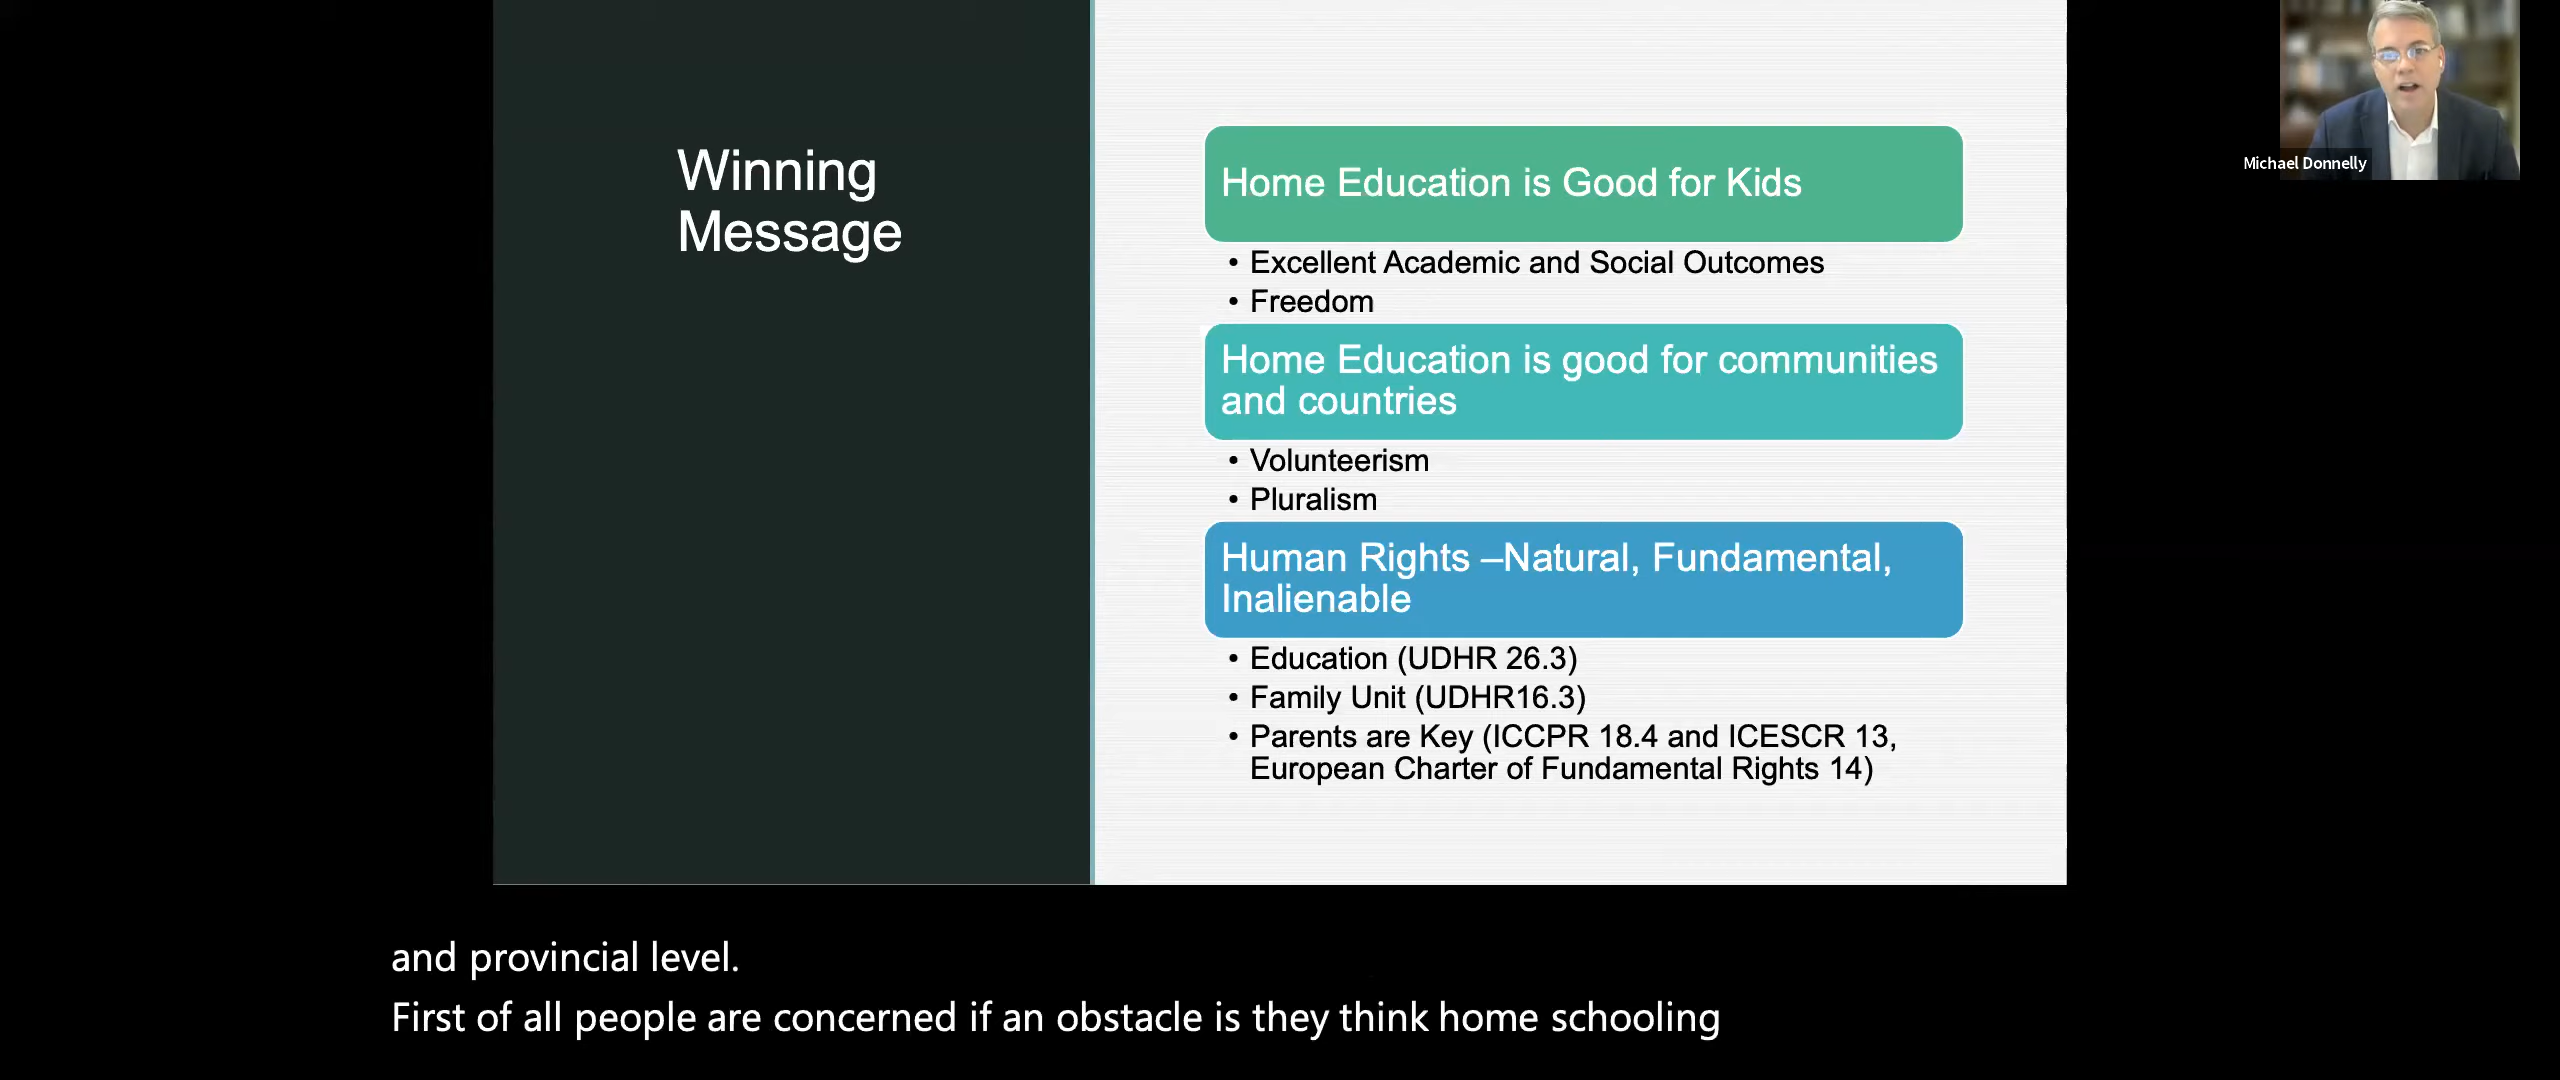 Winning
Message
Home Education is Good for Kids
• Excellent Academic and Social Outcomes
• Freedom
Home Education is good for communities
and countries
• Volunteerism
• Pluralism
Human Rights –Natural, Fundamental,
Inalienable
• Education (UDHR 26.3)
• Family Unit (UDHR16.3)
• Parents are Key (ICCPR 18.4 and ICESCR 13,
European Charter of Fundamental Rights 14)
Michael Donnelly
and provincial level.
First of all people are concerned if an obstacle is they think home schooling